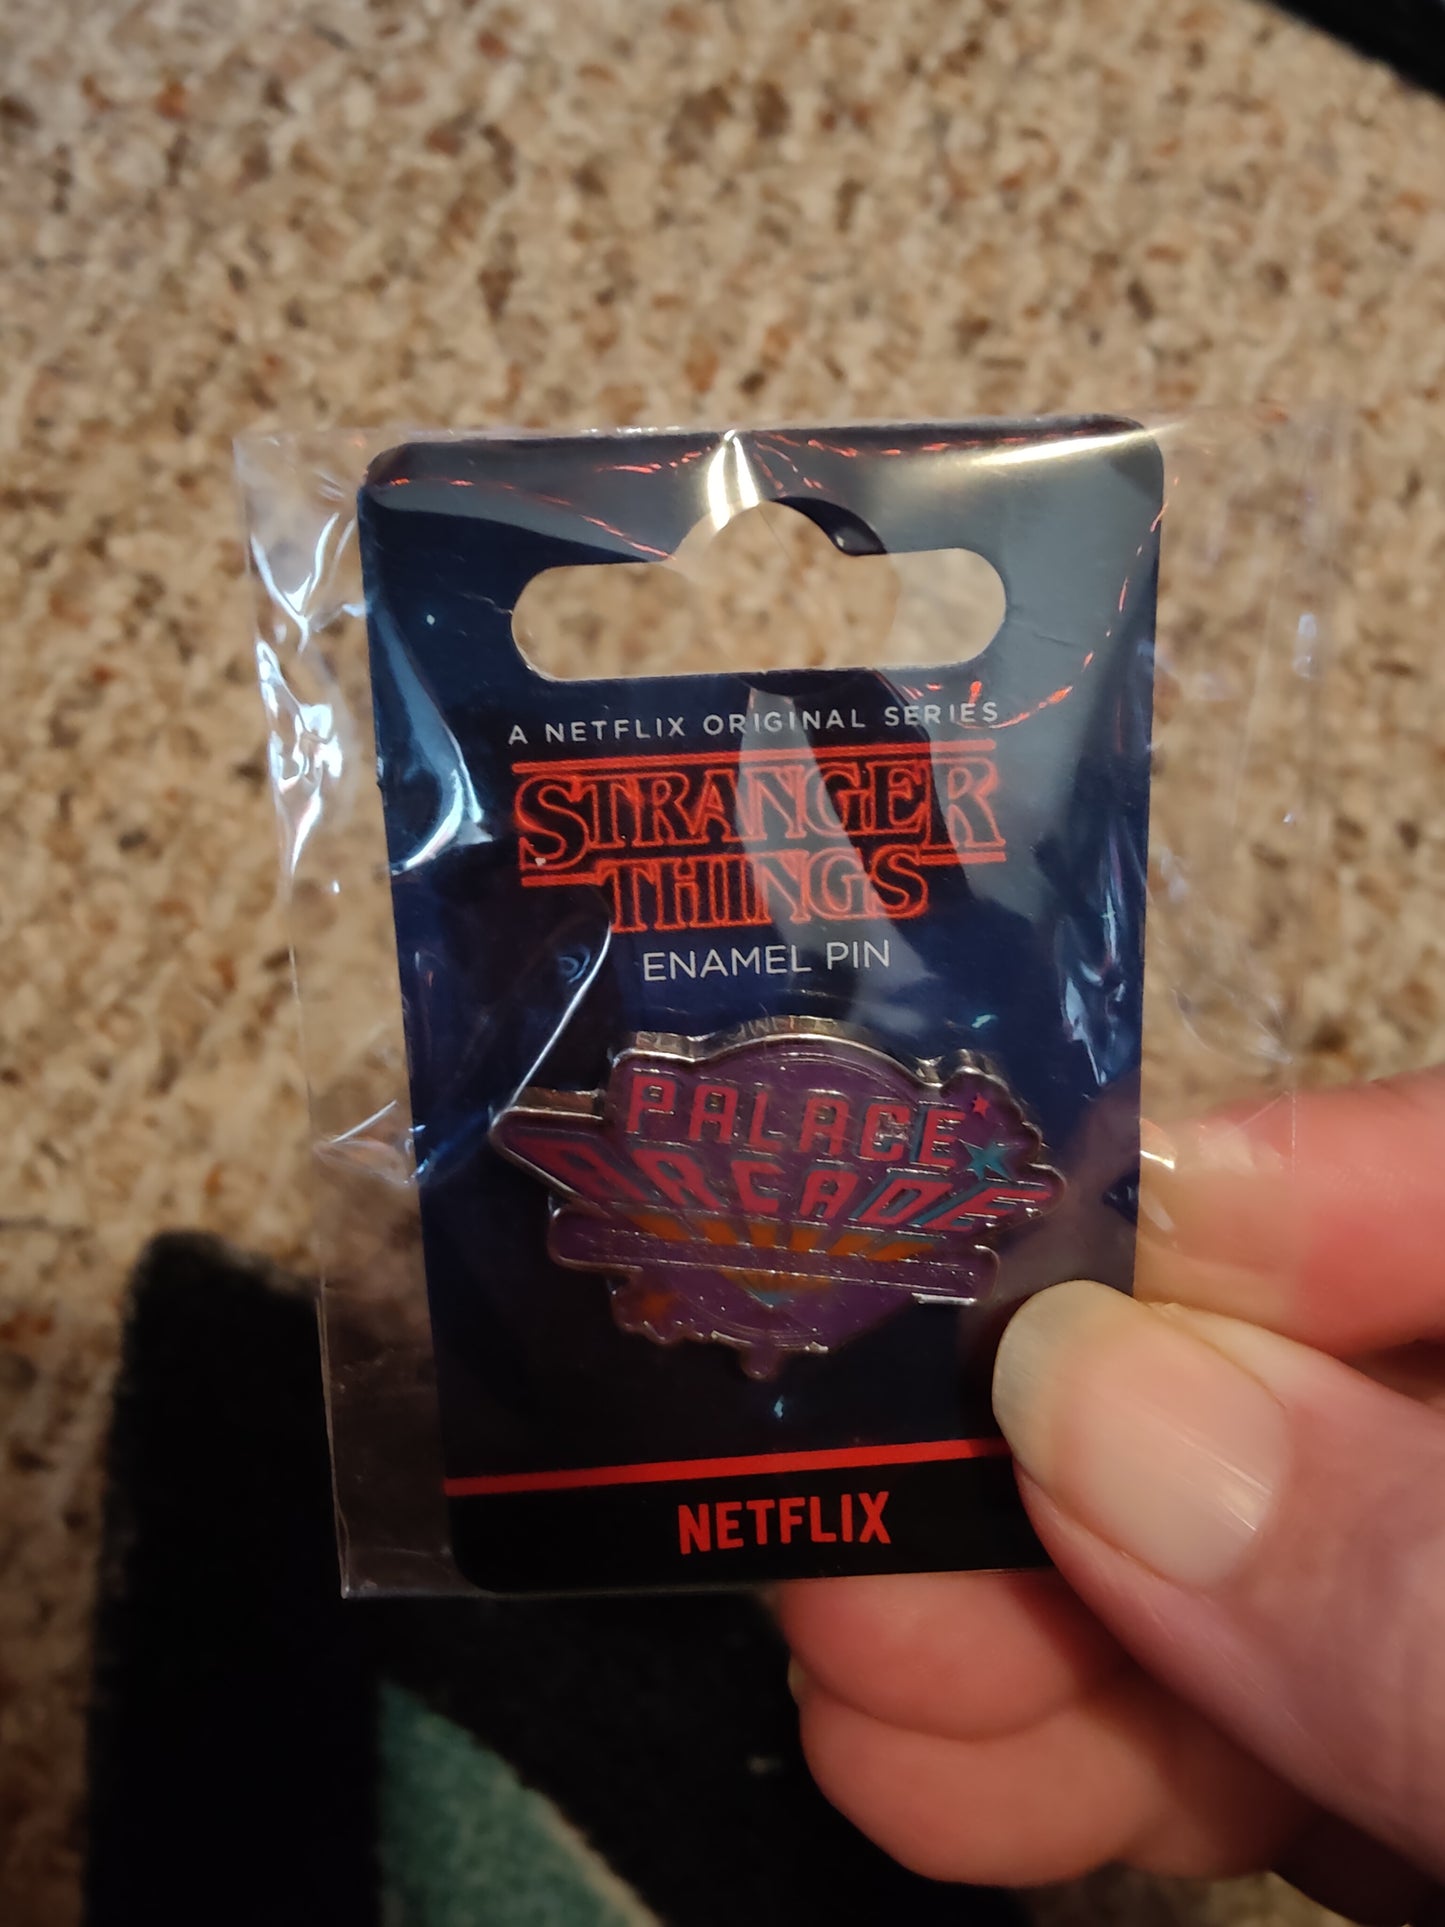 A NETFLIX ORIGINAL SERIES
STRANGER
THINGS
ENAMEL PIN
PALACE
ARCADE
NETFLIX